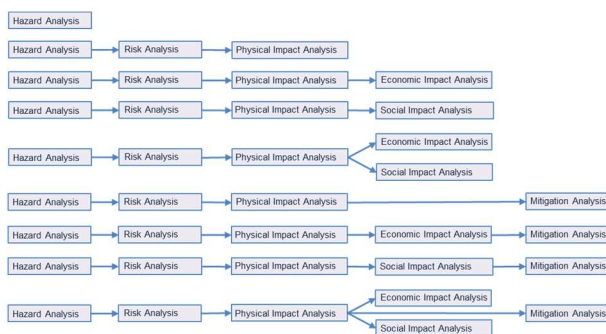 Hazard Analysis
Hazard Analysis Risk Analysis Physical Impact Analysis
Hazard Analysis Risk Analysis Physical Impact Analysis Economic Impact Analysis
Hazard Analysis Risk Analysis Physical Impact Analysis Social Impact Analysis
Economic Impact Analysis
Hazard Analysis Risk Analysis Physical Impact Analysis
Social Impact Analysis
Hazard Analysis Risk Analysis Physical Impact Analysis Mitigation Analysis
Hazard Analysis Risk Analysis Physical Impact Analysis Economic Impact Analysis Mitigation Analysis
Hazard Analysis Risk Analysis Physical Impact Analysis Social Impact Analysis Mitigation Analysis
Economic Impact Analysis
Hazard Analysis Risk Analysis Physical Impact Analysis Mitigation Analysis
Social Impact Analysis